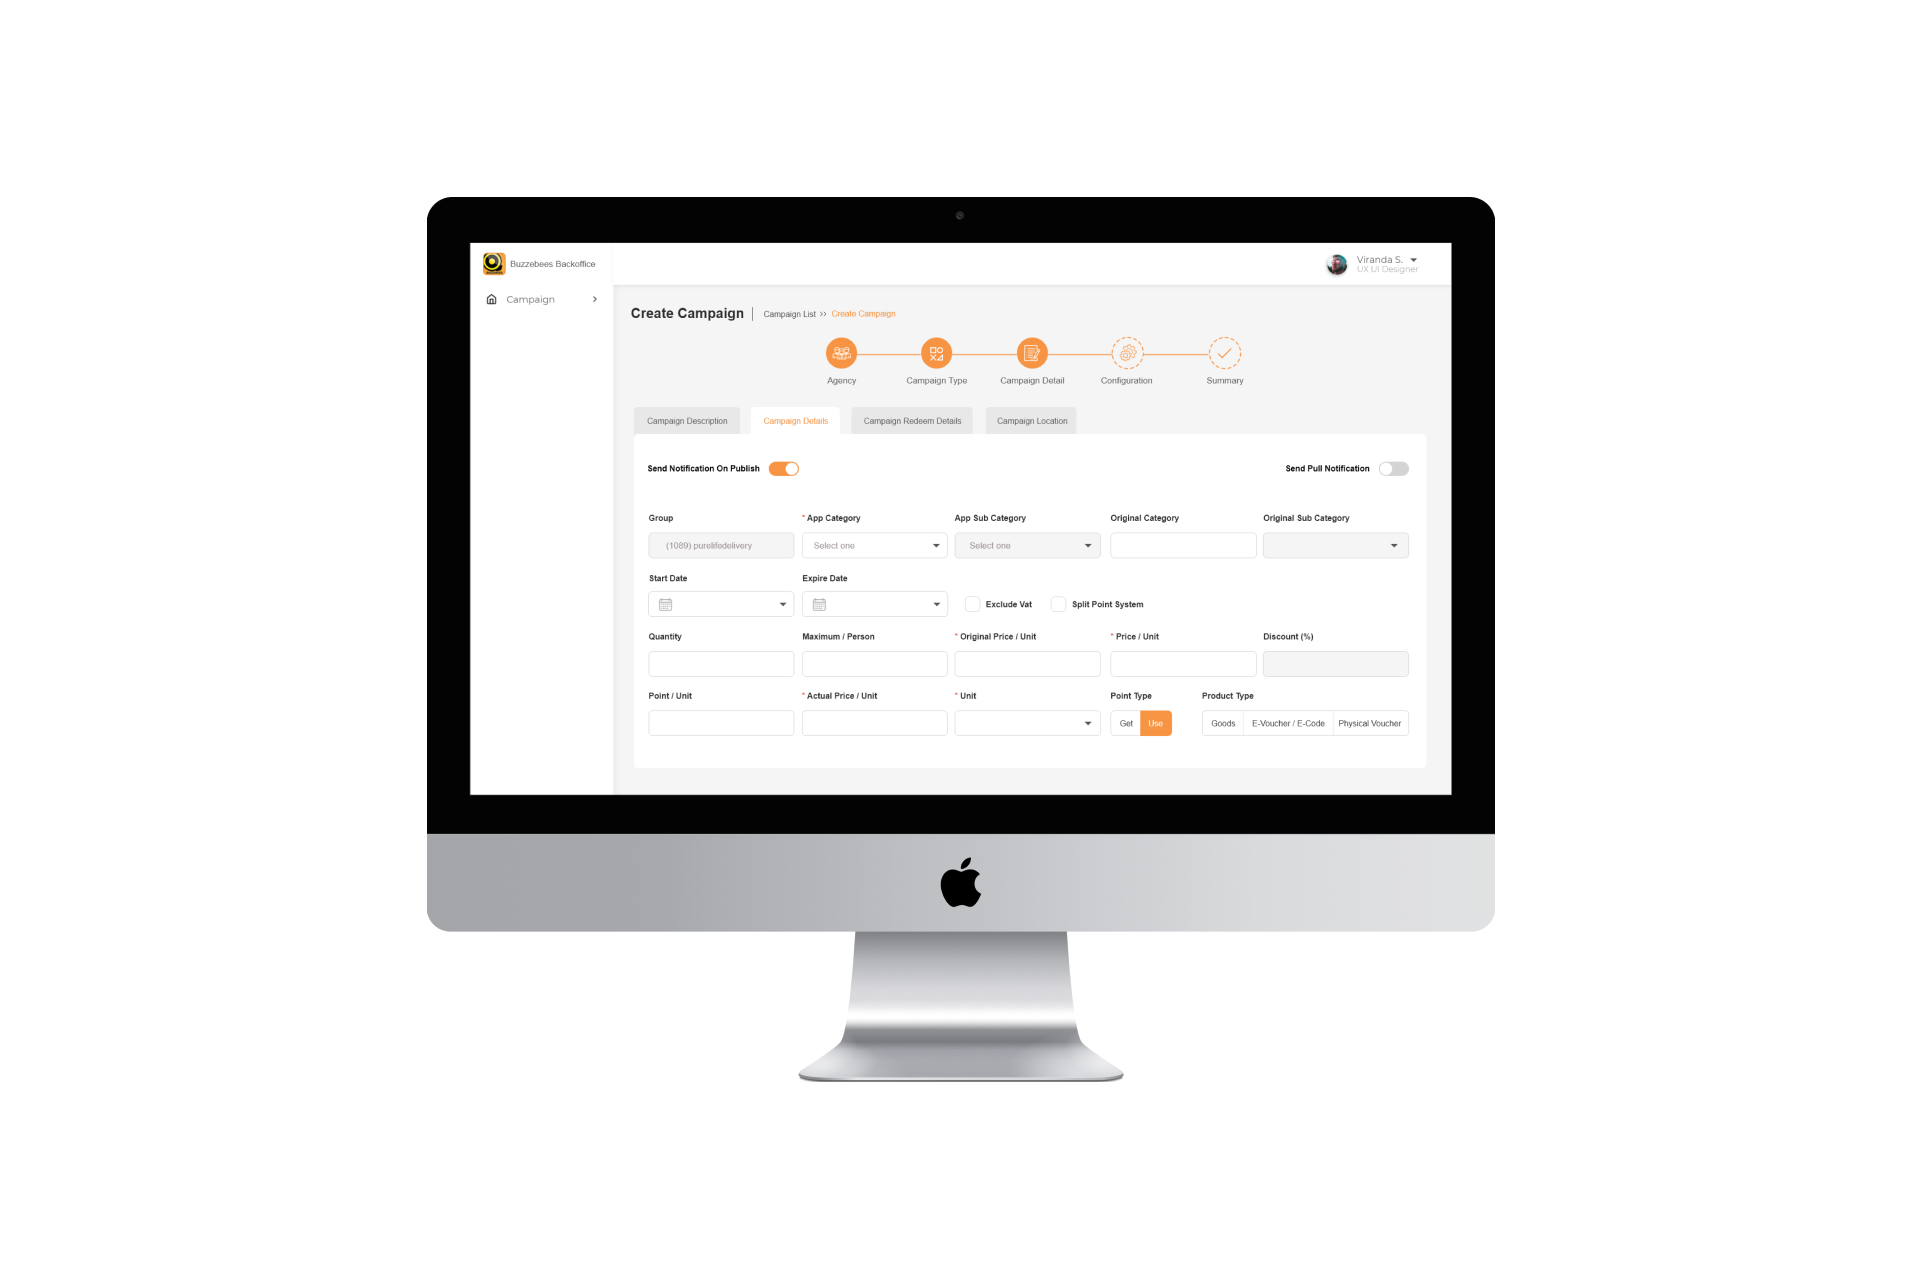 Buzzebees Backoffice
Viranda S.
UX UI Designer
Campaign
Create Campaign
Campaign List >> Create Campaign
Agency
Campaign Type
Campaign Detail
Configuration
Summary
Campaign Description
Campaign Details
Campaign Redeem Details
Campaign Location
Send Notification On Publish
Send Pull Notification
Group
* App Category
App Sub Category
Original Category
Original Sub Category
(1089) purelifedelivery
Select one
Select one
Start Date
Expire Date
Exclude Vat
Split Point System
Quantity
Maximum / Person
* Original Price / Unit
* Price / Unit
Discount (%)
Point / Unit
* Actual Price / Unit
* Unit
Point Type
Product Type
Get
Use
Goods
E-Voucher / E-Code
Physical Voucher